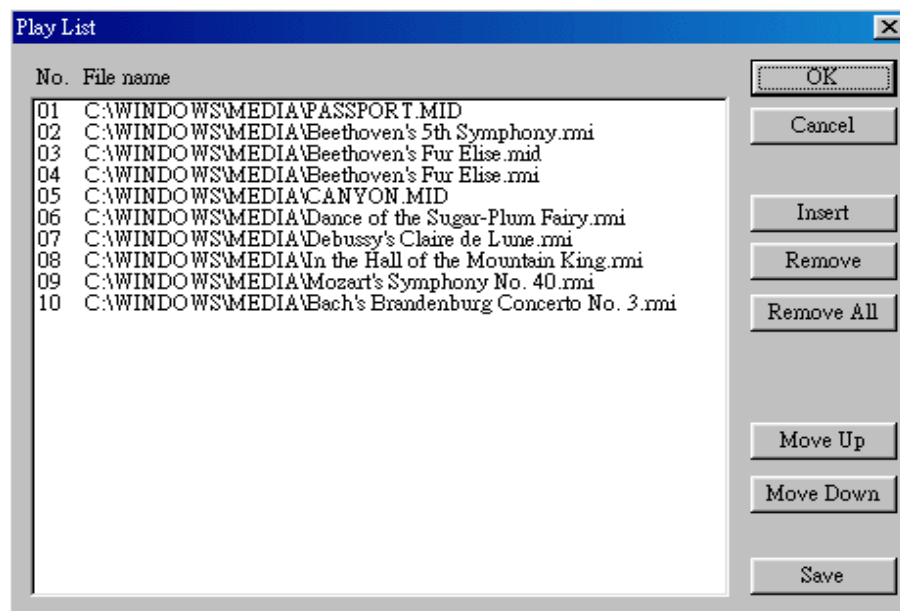 Play List
No. File name
01 C:\WINDOWS\MEDIA\PASSPORT.MID
02 C:\WINDOWS\MEDIA\Beethoven's 5th Symphony.rmi
03 C:\WINDOWS\MEDIA\Beethoven's Fur Elise.mid
04 C:\WINDOWS\MEDIA\Beethoven's Fur Elise.rmi
05 C:\WINDOWS\MEDIA\CANYON.MID
06 C:\WINDOWS\MEDIA\Dance of the Sugar-Plum Fairy.rmi
07 C:\WINDOWS\MEDIA\Debussy's Claire de Lune.rmi
08 C:\WINDOWS\MEDIA\In the Hall of the Mountain King.rmi
09 C:\WINDOWS\MEDIA\Mozart's Symphony No. 40.rmi
10 C:\WINDOWS\MEDIA\Bach's Brandenburg Concerto No. 3.rmi
OK
Cancel
Insert
Remove
Remove All
Move Up
Move Down
Save